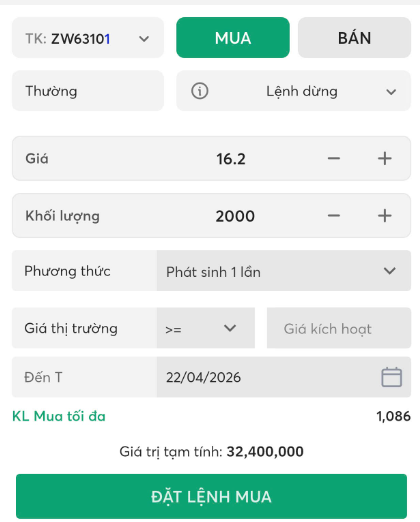 TK: ZW631011 MUA BÁN
Thường Lệnh dừng
Giá 16.2 − +
Khối lượng 2000 − +
Phương thức Phát sinh 1 lần
Giá thị trường >= Giá kích hoạt
Đến T 22/04/2026
KL Mua tối đa 1,086
Giá trị tạm tính: 32,400,000
ĐẶT LỆNH MUA